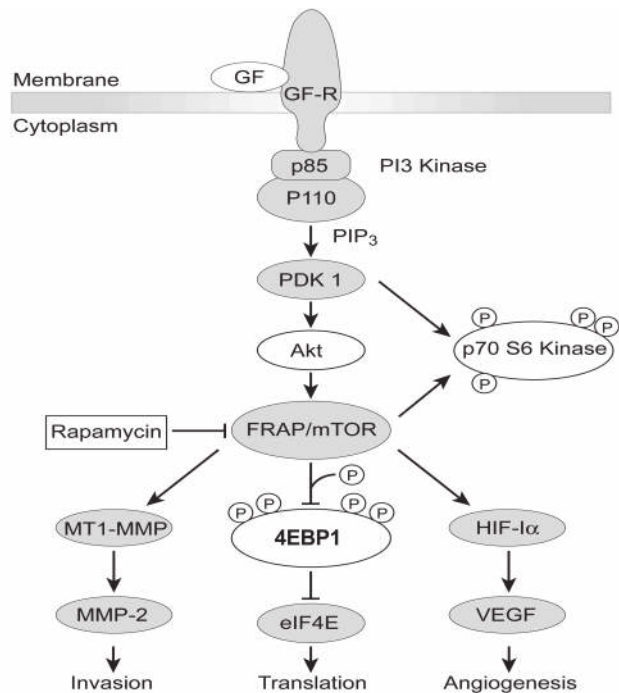 GF
Membrane
GF-R
Cytoplasm
p85
PI3 Kinase
P110
PIP3
PDK 1
P
P
P
p70 S6 Kinase
Akt
P
Rapamycin
FRAP/mTOR
P
P
P
P
P
MT1-MMP
4EBP1
HIF-Iα
MMP-2
eIF4E
VEGF
Invasion
Translation
Angiogenesis